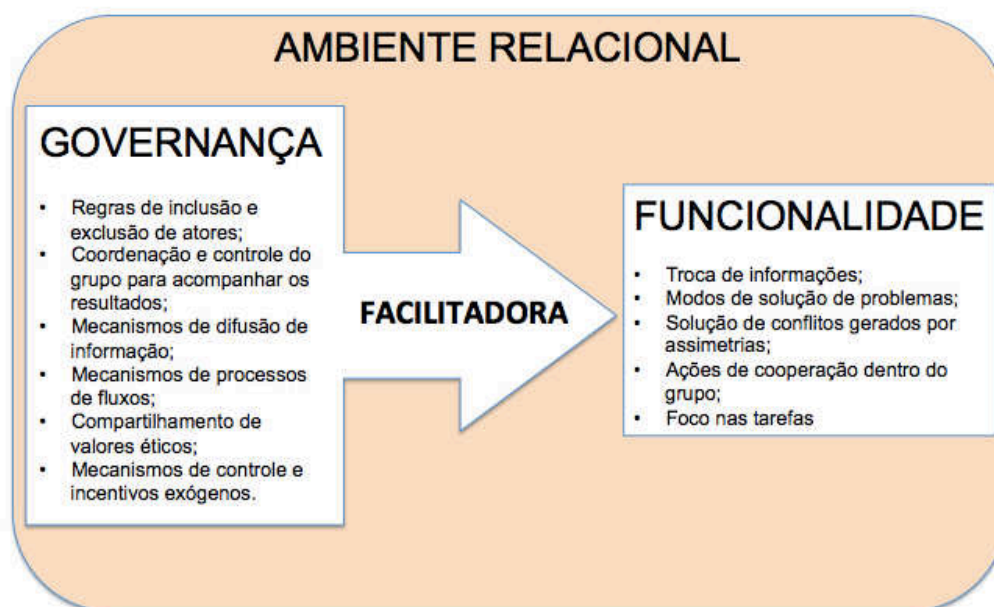 AMBIENTE RELACIONAL
GOVERNANÇA
• Regras de inclusão e
exclusão de atores;
• Coordenação e controle do
grupo para acompanhar os
resultados;
• Mecanismos de difusão de
informação;
• Mecanismos de processos
de fluxos;
• Compartilhamento de
valores éticos;
• Mecanismos de controle e
incentivos exógenos.
FACILITADORA
FUNCIONALIDADE
• Troca de informações;
• Modos de solução de problemas;
• Solução de conflitos gerados por
assimetrias;
• Ações de cooperação dentro do
grupo;
• Foco nas tarefas